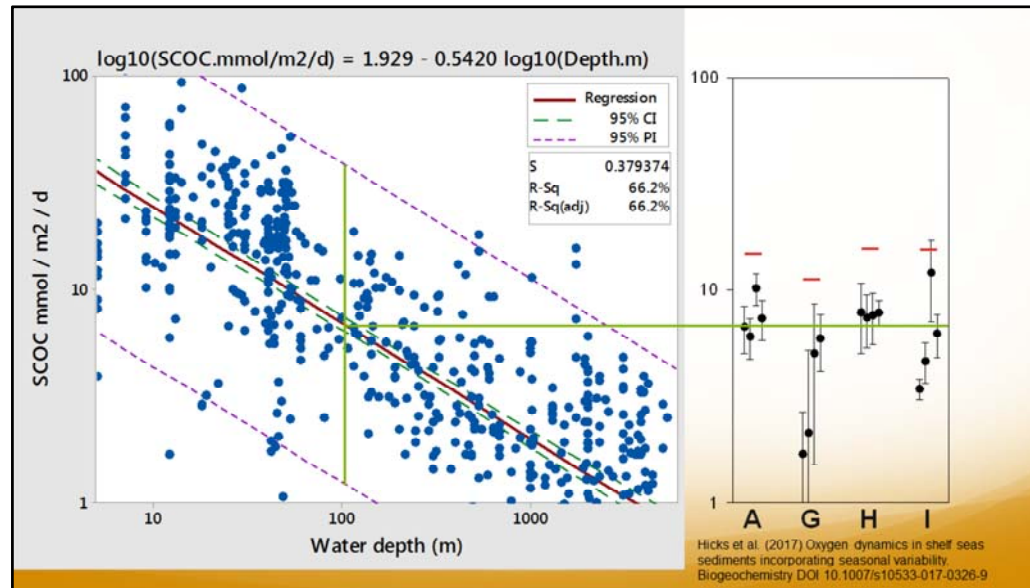 log10(SCOC.mmol/m2/d) = 1.929 - 0.5420 log10(Depth.m)
100
10
1
SCOC mmol / m2 / d
10
100
1000
Water depth (m)
Regression
95% CI
95% PI
S 0.379374
R-Sq 66.2%
R-Sq(adj) 66.2%
100
10
1
A G H I
Hicks et al. (2017) Oxygen dynamics in shelf seas
sediments incorporating seasonal variability.
Biogeochemistry DOI 10.1007/s10533-017-0326-9